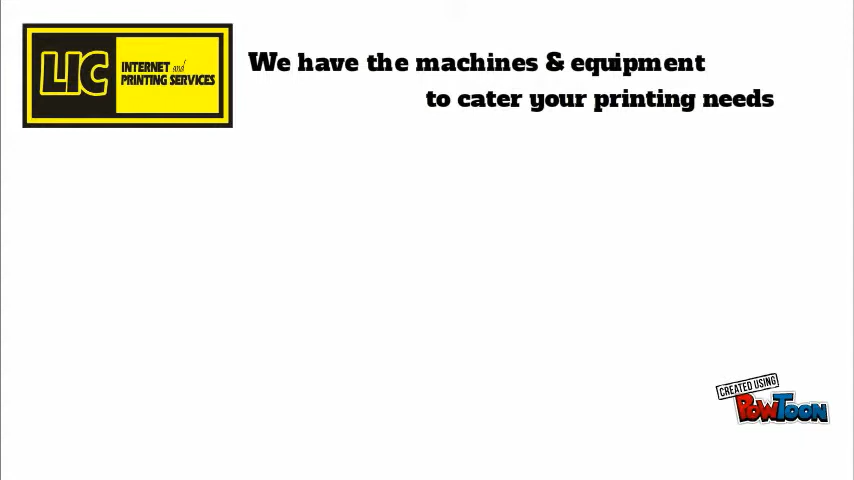 LIC
INTERNET and
PRINTING SERVICES
We have the machines & equipment
to cater your printing needs
CREATED USING
POWTOON